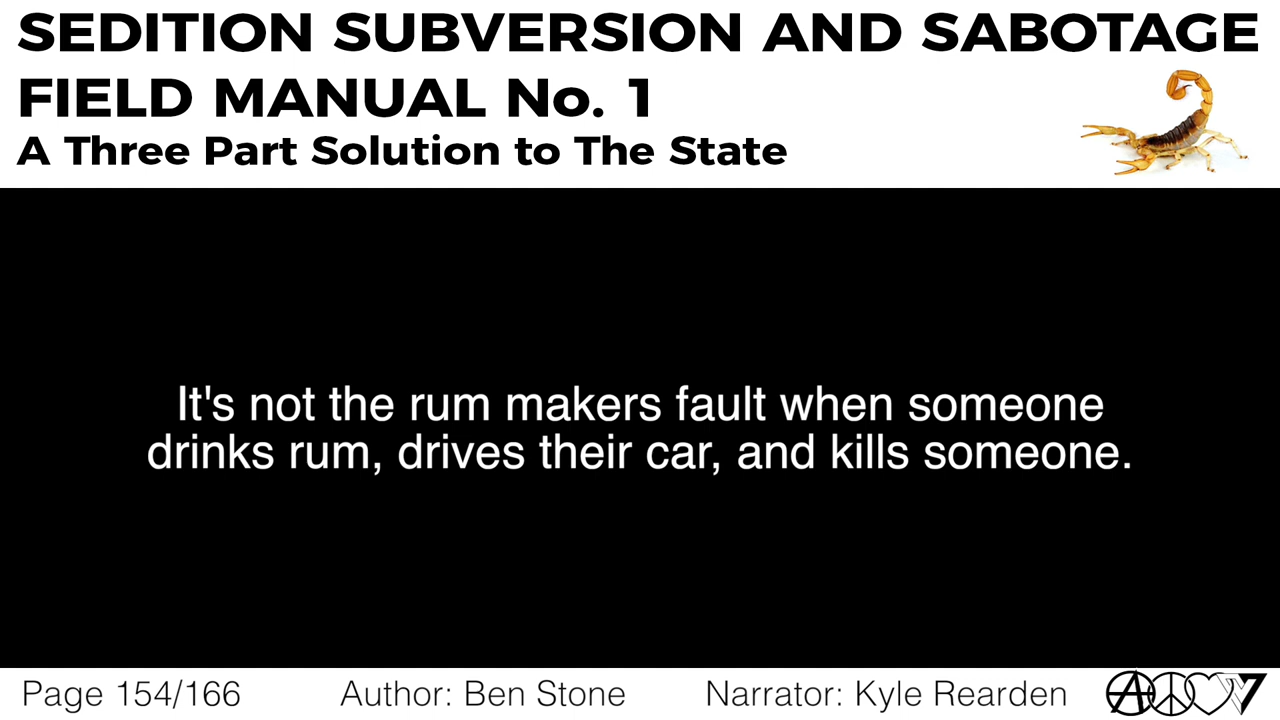 SEDITION SUBVERSION AND SABOTAGE
FIELD MANUAL No. 1
A Three Part Solution to The State
It's not the rum makers fault when someone
drinks rum, drives their car, and kills someone.
Page 154/166 Author: Ben Stone Narrator: Kyle Rearden